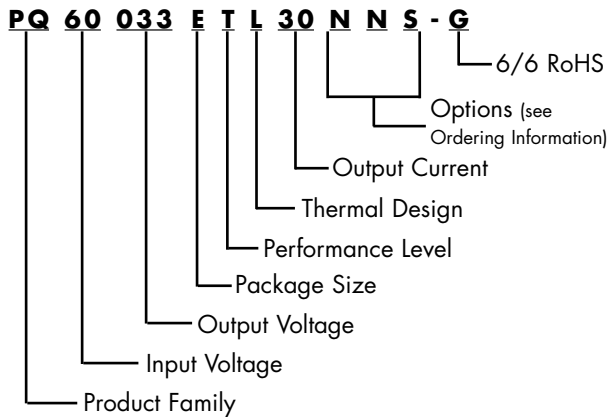 PQ 60 033 E T L 30 N N S - G
6/6 RoHS
Options (see
Ordering Information)
Output Current
Thermal Design
Performance Level
Package Size
Output Voltage
Input Voltage
Product Family